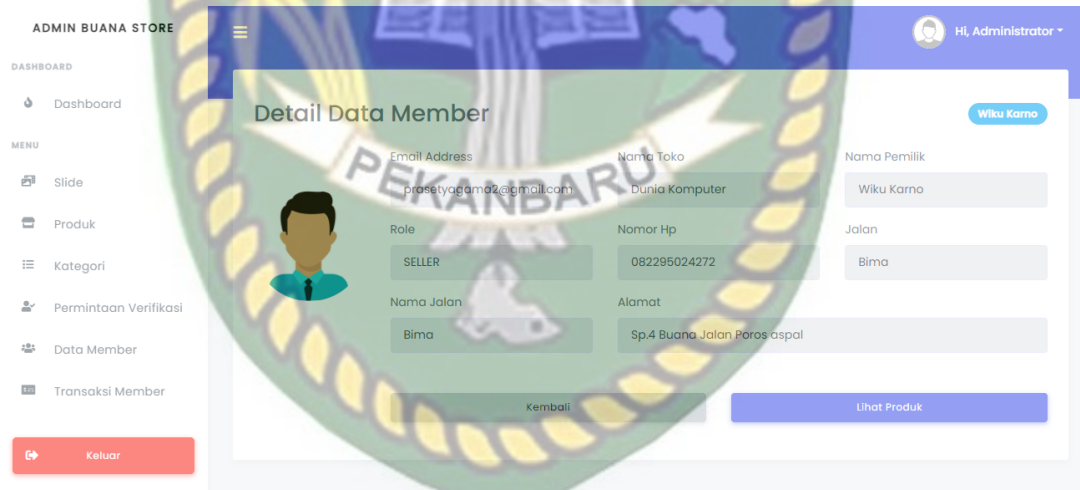 ADMIN BUANA STORE
Hi, Administrator
DASHBOARD
Dashboard
MENU
Slide
Produk
Kategori
Permintaan Verifikasi
Data Member
Transaksi Member
Keluar
Detail Data Member
Wiku Karno
Email Address
Nama Toko
Nama Pemilik
prasetyagama2@gmail.com
Dunia Komputer
Wiku Karno
Role
Nomor Hp
Jalan
SELLER
082295024272
Bima
Nama Jalan
Alamat
Bima
Sp.4 Buana Jalan Poros aspal
Kembali
Lihat Produk
PEKANBARU